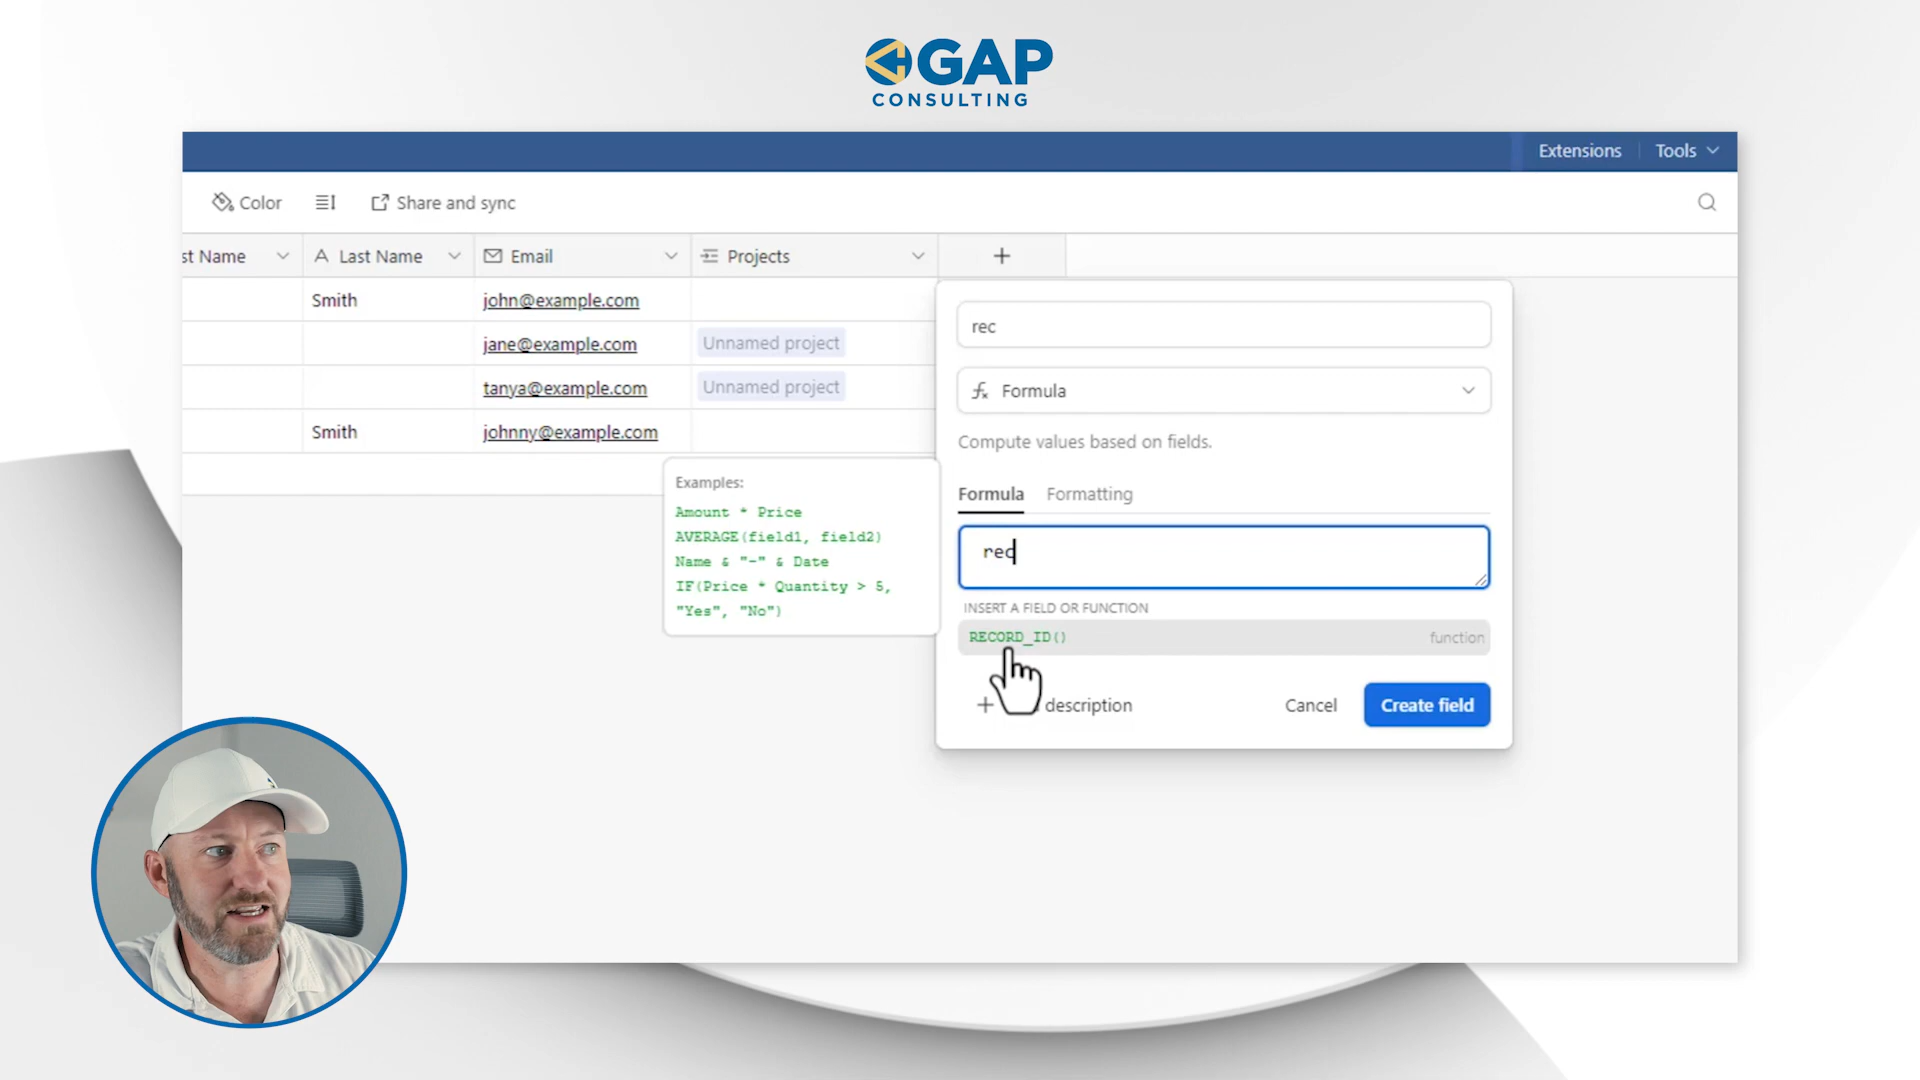 GAP
CONSULTING
Extensions
Tools
Color
Share and sync
st Name
Last Name
Email
Projects
Smith
john@example.com
jane@example.com
Unnamed project
tanya@example.com
Unnamed project
Smith
johnny@example.com
rec
Formula
Compute values based on fields.
Formula
Formatting
rec
INSERT A FIELD OR FUNCTION
RECORD_ID()
function
description
Cancel
Create field
Examples:
Amount * Price
AVERAGE(field1, field2)
Name & "-" & Date
IF(Price * Quantity > 5,
"Yes", "No")